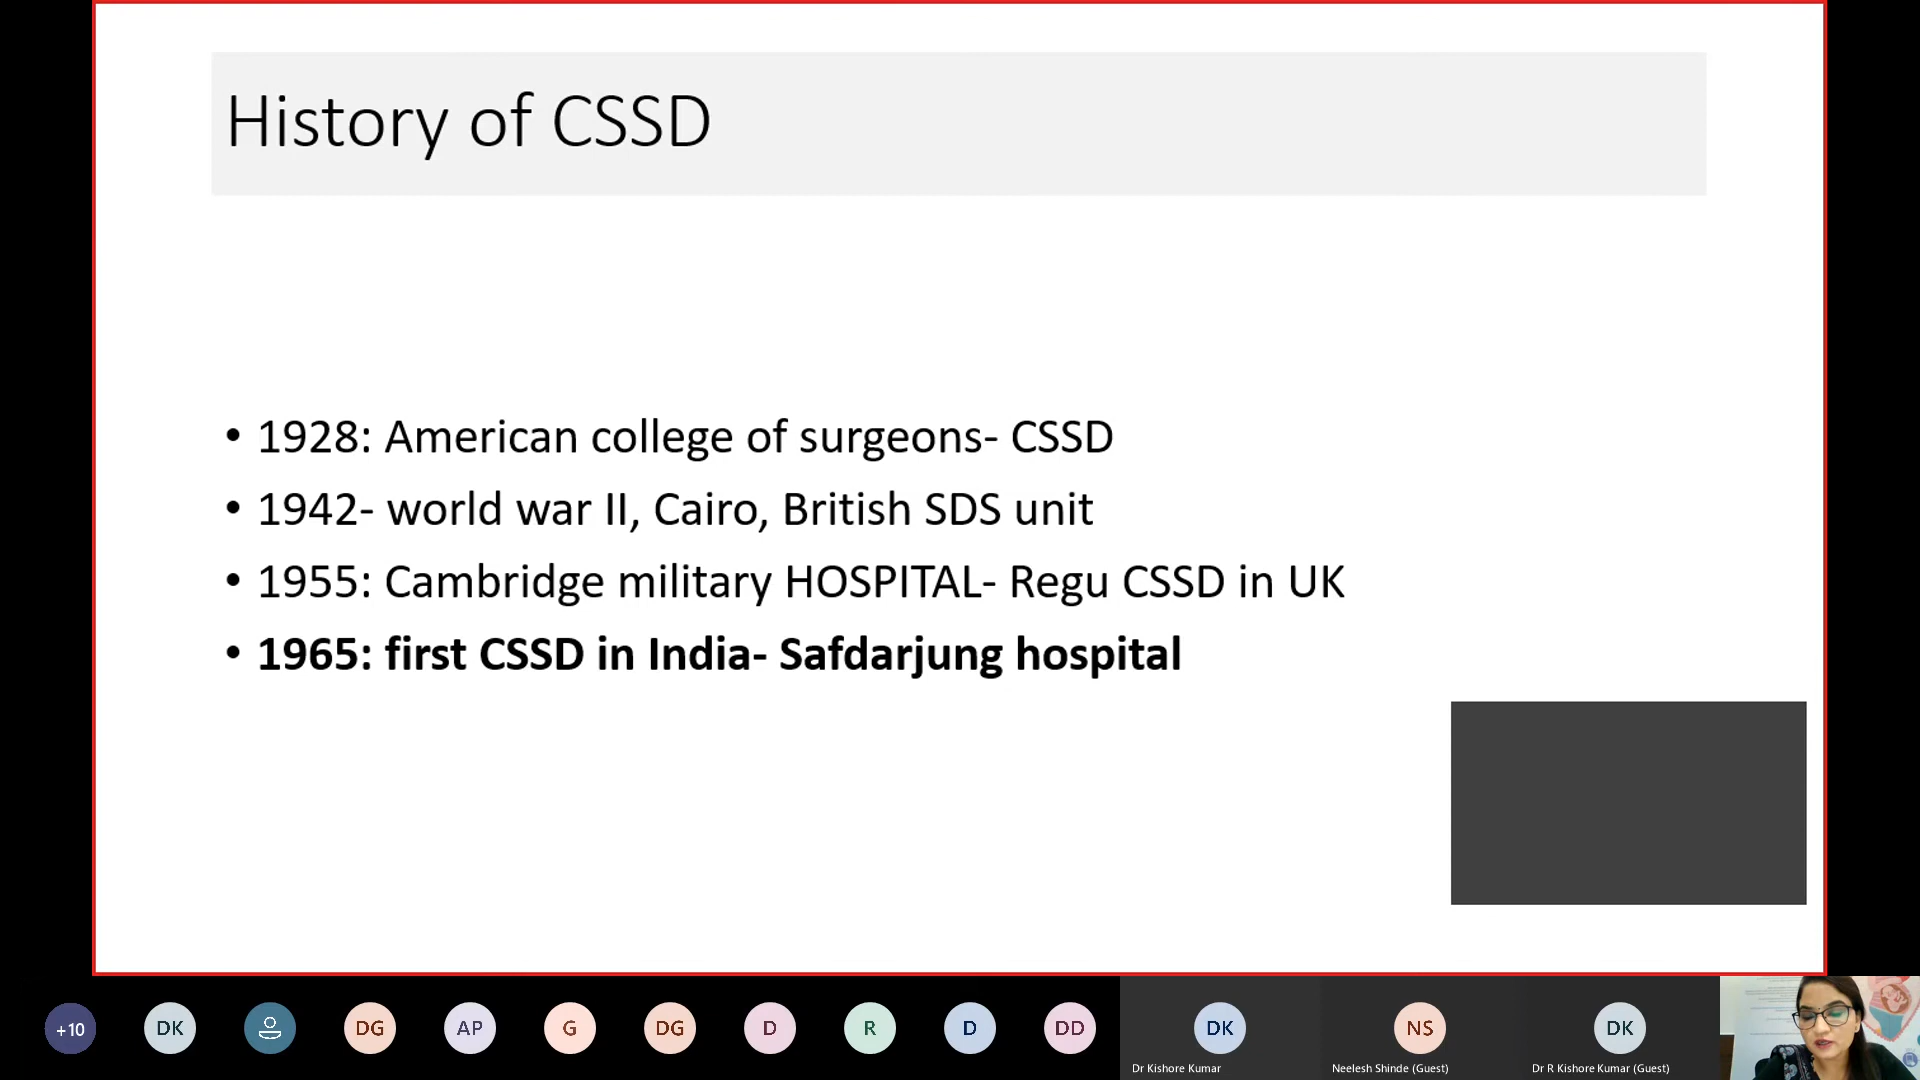 History of CSSD
• 1928: American college of surgeons- CSSD
• 1942- world war II, Cairo, British SDS unit
• 1955: Cambridge military HOSPITAL- Regu CSSD in UK
• 1965: first CSSD in India- Safdarjung hospital
+10
DK
DG
AP
G
DG
D
R
D
DD
DK
NS
DK
Dr Kishore Kumar
Neelesh Shinde (Guest)
Dr R Kishore Kumar (Guest)